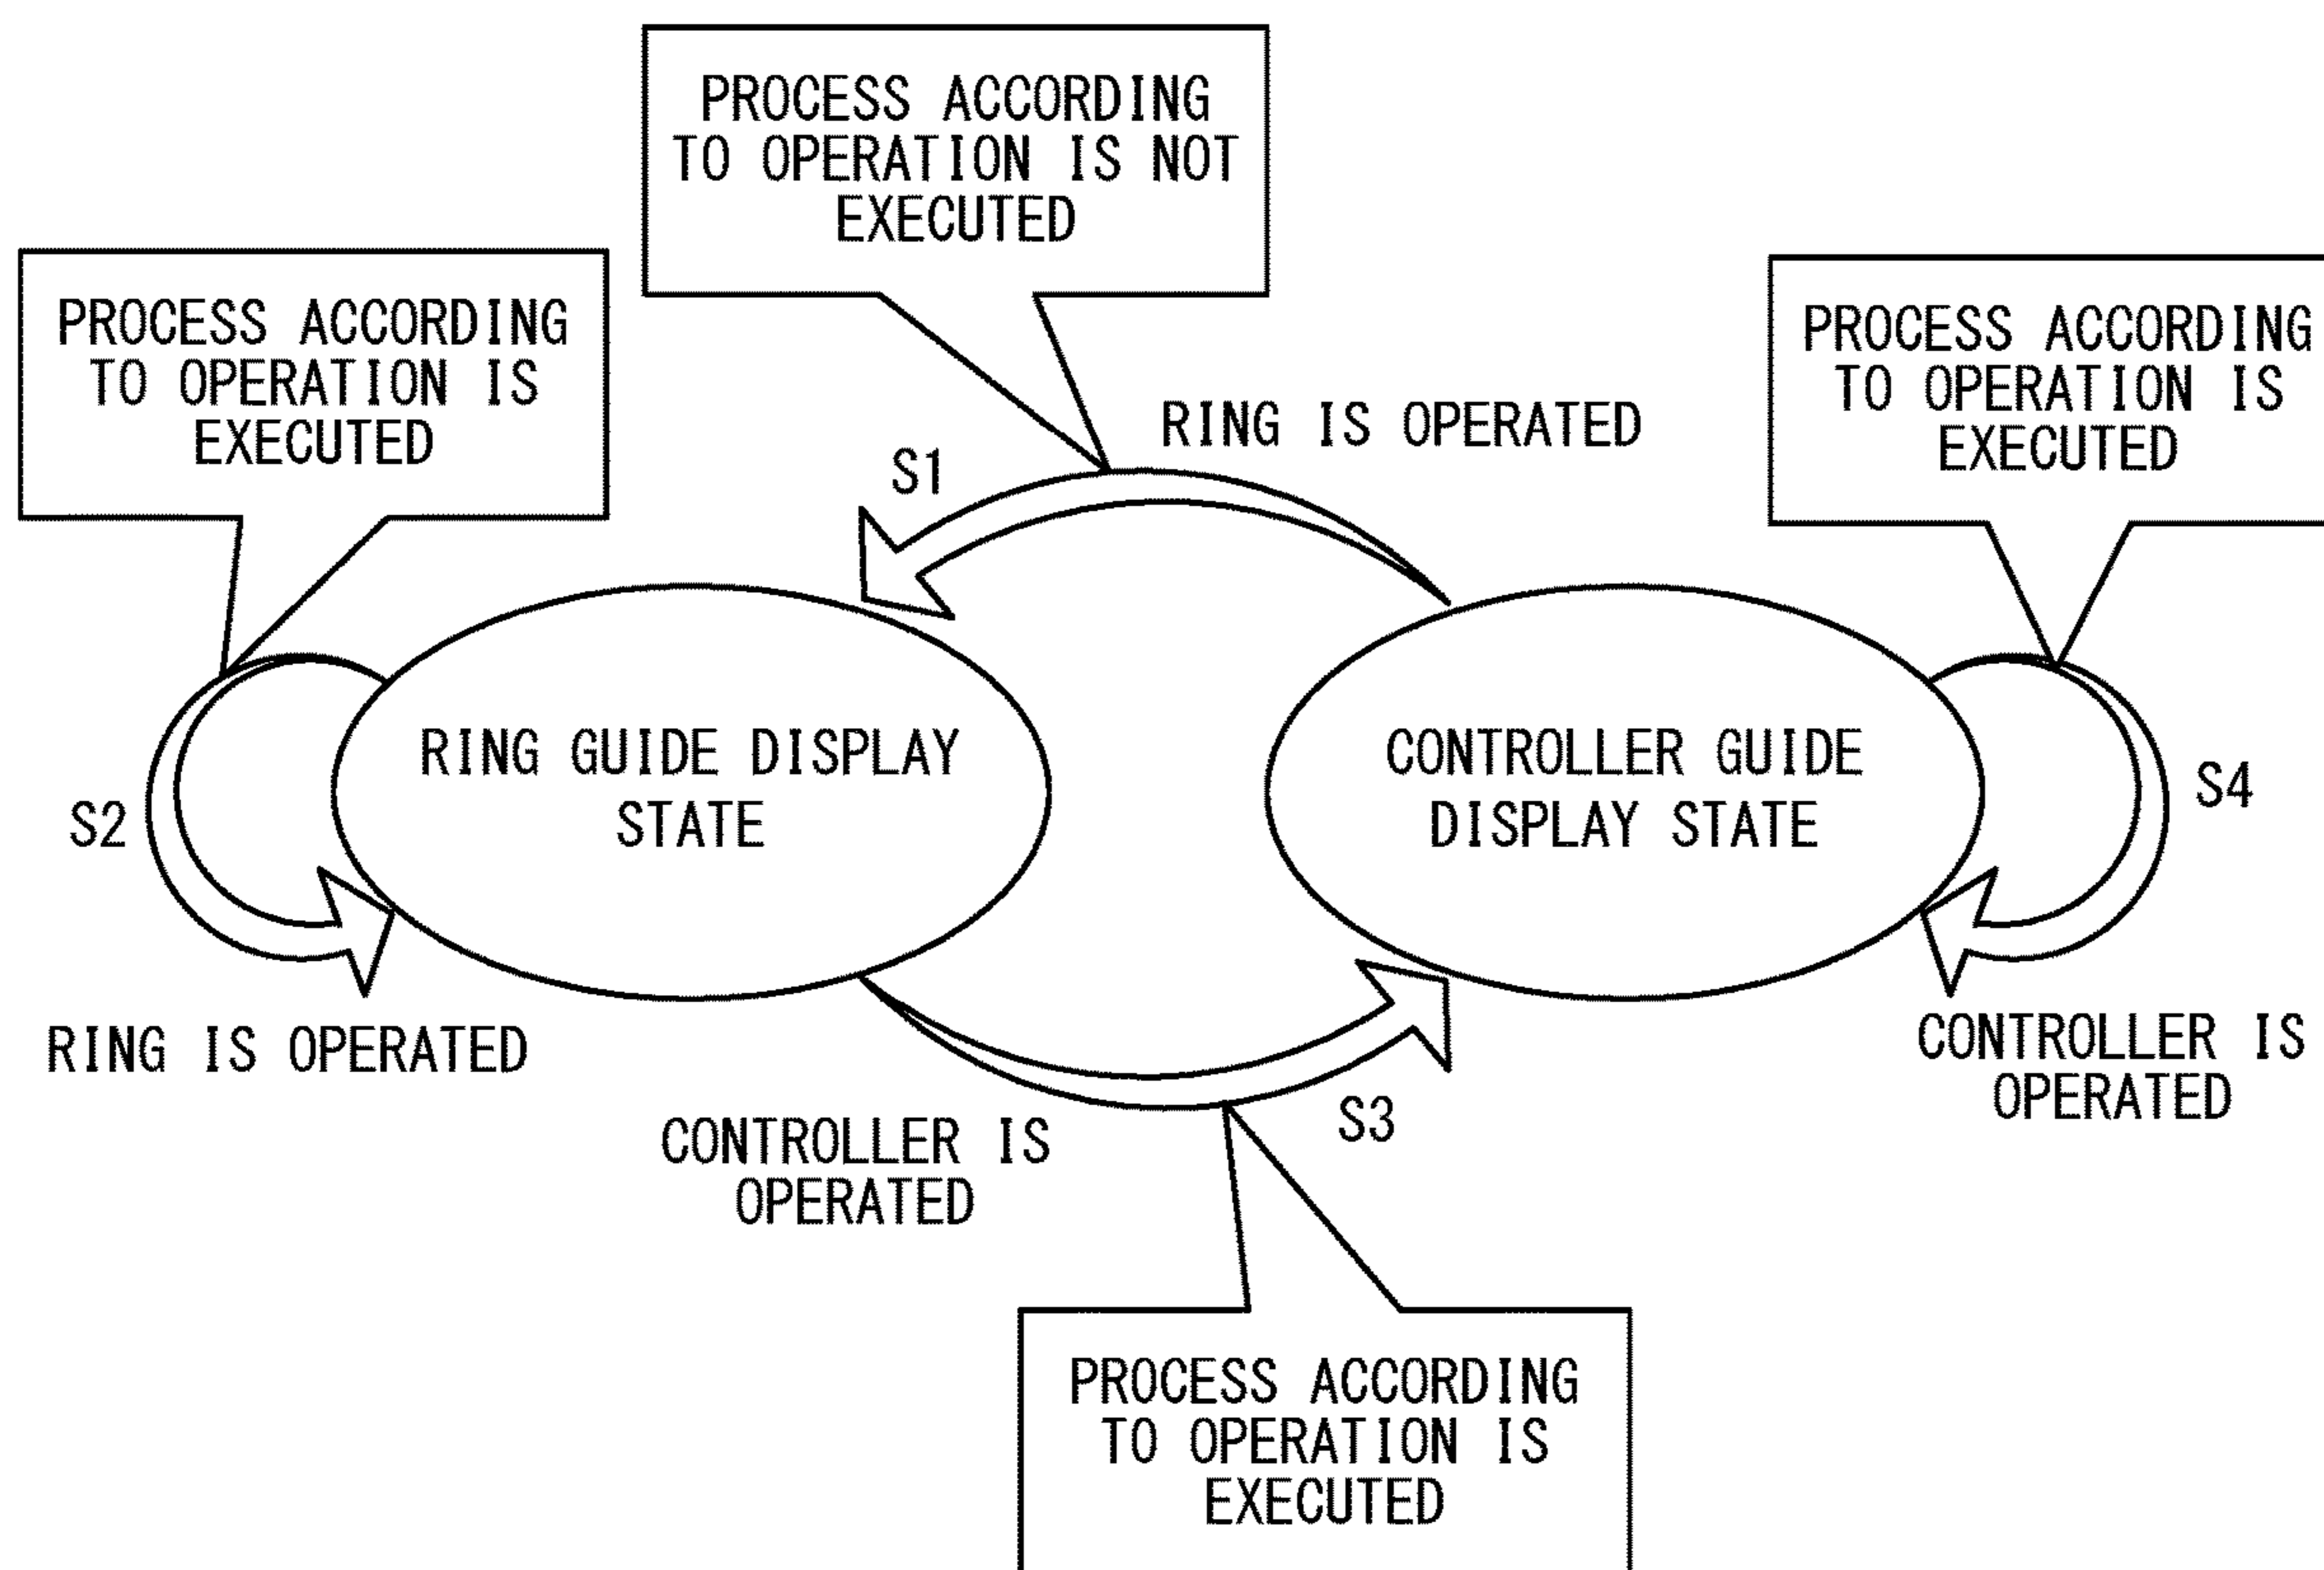 PROCESS ACCORDING
TO OPERATION IS NOT
EXECUTED
PROCESS ACCORDING
TO OPERATION IS
EXECUTED
PROCESS ACCORDING
TO OPERATION IS
EXECUTED
RING IS OPERATED
S1
RING GUIDE DISPLAY
STATE
CONTROLLER GUIDE
DISPLAY STATE
S2
S4
RING IS OPERATED
CONTROLLER IS
OPERATED
S3
CONTROLLER IS
OPERATED
PROCESS ACCORDING
TO OPERATION IS
EXECUTED